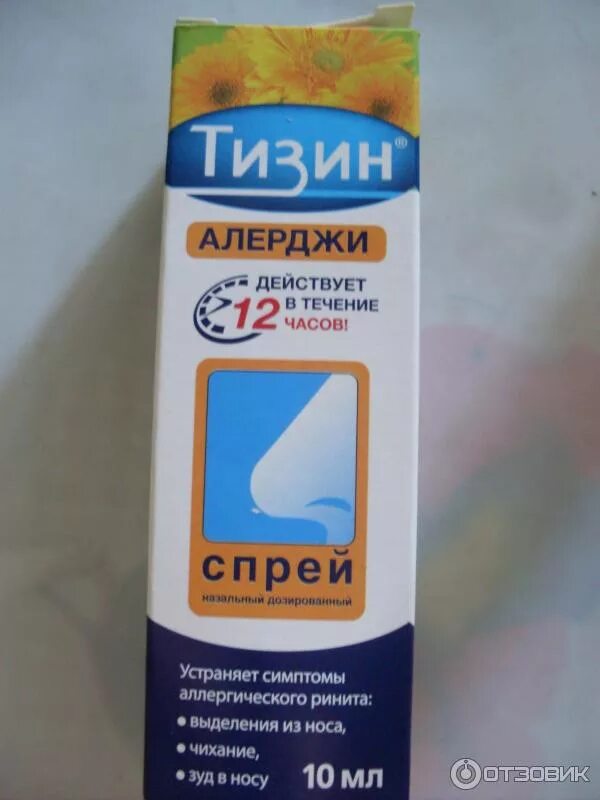 Тизин®
АЛЕРДЖИ
ДЕЙСТВУЕТ
В ТЕЧЕНИЕ
12 ЧАСОВ!
спрей
назальный дозированный
Устраняет симптомы
аллергического ринита:
• выделения из носа,
• чихание,
• зуд в носу
10 мл
ОТЗОВИК